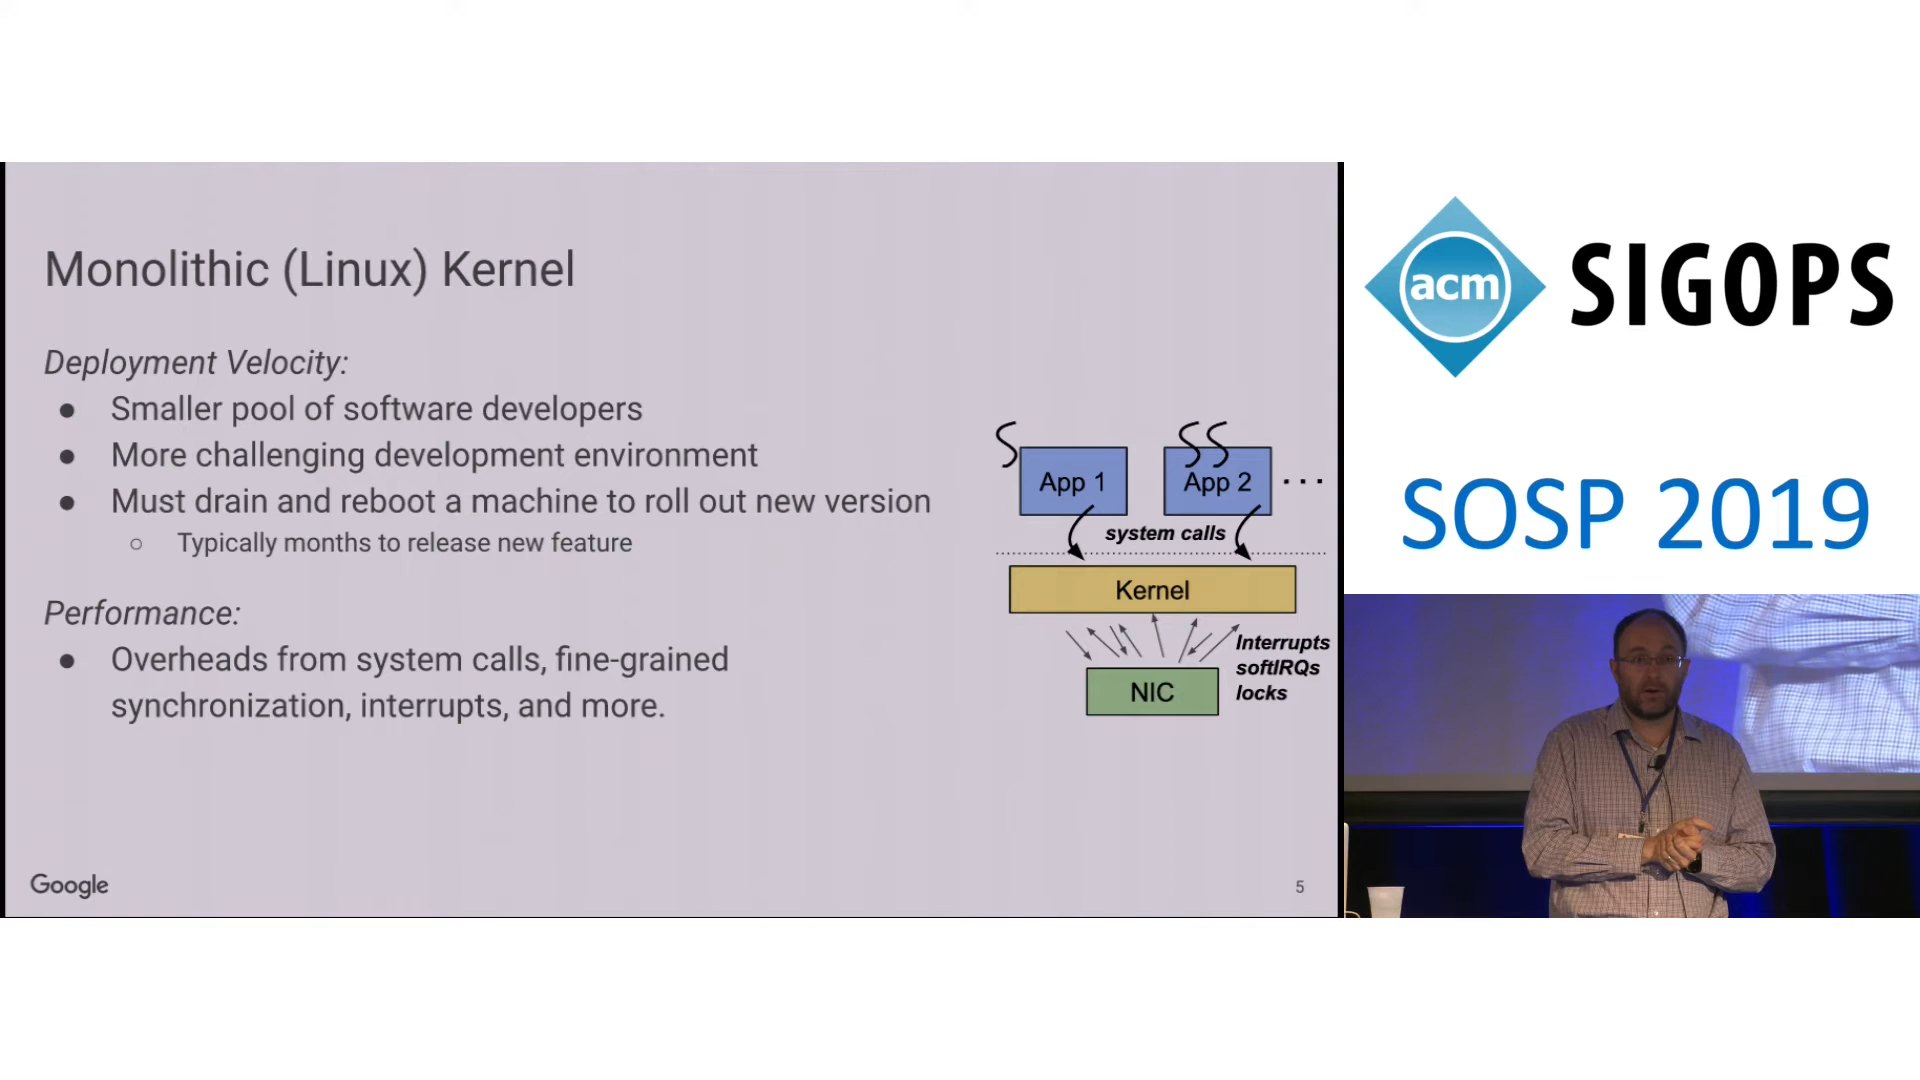 Monolithic (Linux) Kernel
Deployment Velocity:
● Smaller pool of software developers
● More challenging development environment
● Must drain and reboot a machine to roll out new version
○ Typically months to release new feature
Performance:
● Overheads from system calls, fine-grained
synchronization, interrupts, and more.
App 1
App 2
...
system calls
Kernel
Interrupts
softIRQs
locks
NIC
Google
5
acm
SIGOPS
SOSP 2019